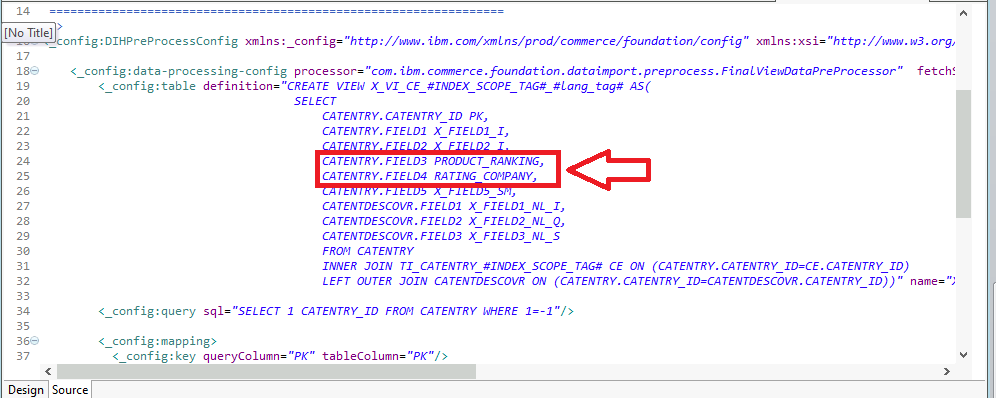 14 ================================================================
[No Title] >
_config:DIHPreProcessConfig xmlns:_config="http://www.ibm.com/xmlns/prod/commerce/foundation/config" xmlns:xsi="http://www.w3.org/
17
18 <_config:data-processing-config processor="com.ibm.commerce.foundation.dataimport.preprocess.FinalViewDataPreProcessor" fetchS
19 <_config:table definition="CREATE VIEW X_VI_CE_#INDEX_SCOPE_TAG#_#lang_tag# AS(
20 SELECT
21 CATENTRY.CATENTRY_ID PK,
22 CATENTRY.FIELD1 X_FIELD1_I,
23 CATENTRY.FIELD2 X_FIELD2_I,
24 CATENTRY.FIELD3 PRODUCT_RANKING,
25 CATENTRY.FIELD4 RATING_COMPANY,
26 CATENTRY.FIELD5 X_FIELD5_SM,
27 CATENTDESCOVR.FIELD1 X_FIELD1_NL_I,
28 CATENTDESCOVR.FIELD2 X_FIELD2_NL_Q,
29 CATENTDESCOVR.FIELD3 X_FIELD3_NL_S
30 FROM CATENTRY
31 INNER JOIN TI_CATENTRY_#INDEX_SCOPE_TAG# CE ON (CATENTRY.CATENTRY_ID=CE.CATENTRY_ID)
32 LEFT OUTER JOIN CATENTDESCOVR ON (CATENTRY.CATENTRY_ID=CATENTDESCOVR.CATENTRY_ID))" name="X
33
34 <_config:query sql="SELECT 1 CATENTRY_ID FROM CATENTRY WHERE 1=-1"/>
35
36 <_config:mapping>
37 <_config:key queryColumn="PK" tableColumn="PK"/>
Design Source